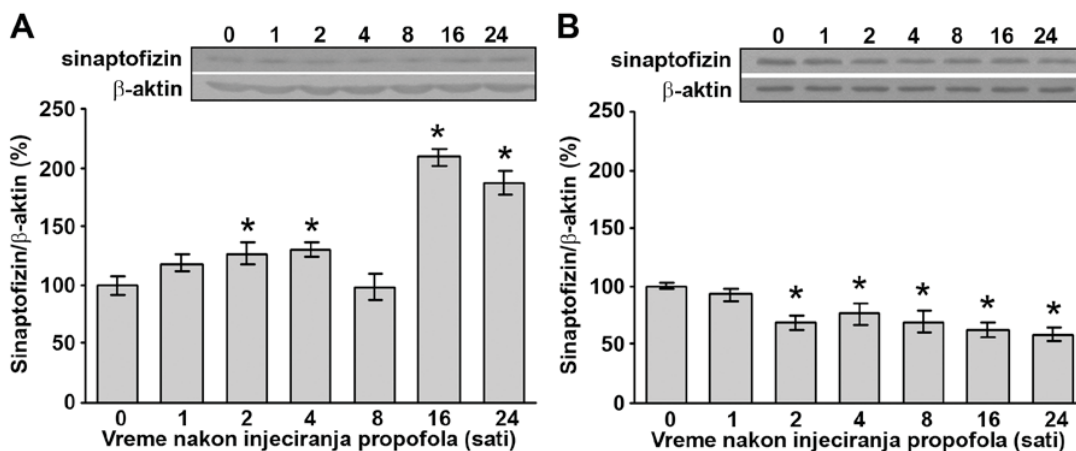 A
0 1 2 4 8 16 24
sinaptofizin
β-aktin
Sinaptofizin/β-aktin (%)
250
200
150
100
50
0
* * * *
0 1 2 4 8 16 24
Vreme nakon injeciranja propofola (sati)
B
0 1 2 4 8 16 24
sinaptofizin
β-aktin
Sinaptofizin/β-aktin (%)
250
200
150
100
50
0
* * * * *
0 1 2 4 8 16 24
Vreme nakon injeciranja propofola (sati)